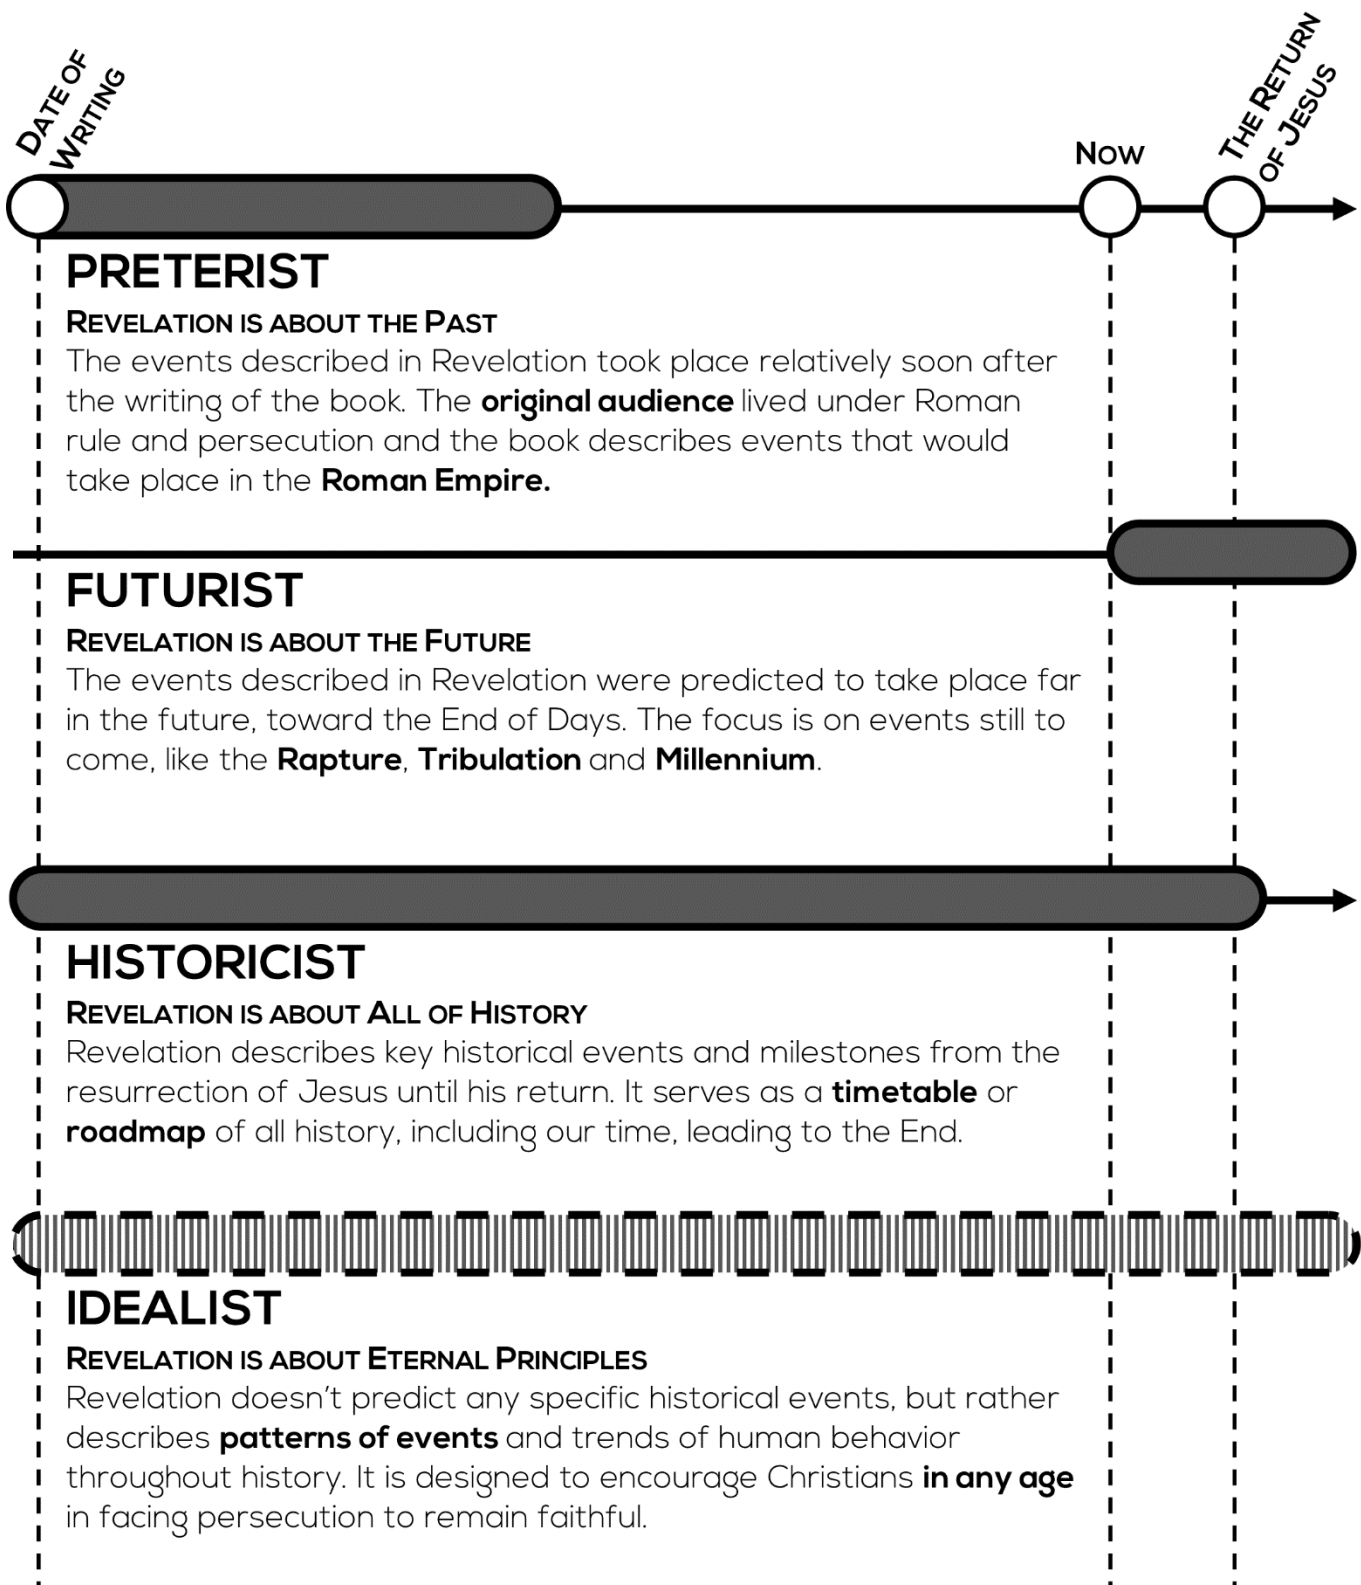 DATE OF
WRITING
NOW
THE RETURN
OF JESUS
PRETERIST
REVELATION IS ABOUT THE PAST
The events described in Revelation took place relatively soon after
the writing of the book. The original audience lived under Roman
rule and persecution and the book describes events that would
take place in the Roman Empire.
FUTURIST
REVELATION IS ABOUT THE FUTURE
The events described in Revelation were predicted to take place far
in the future, toward the End of Days. The focus is on events still to
come, like the Rapture, Tribulation and Millennium.
HISTORICIST
REVELATION IS ABOUT ALL OF HISTORY
Revelation describes key historical events and milestones from the
resurrection of Jesus until his return. It serves as a timetable or
roadmap of all history, including our time, leading to the End.
IDEALIST
REVELATION IS ABOUT ETERNAL PRINCIPLES
Revelation doesn't predict any specific historical events, but rather
describes patterns of events and trends of human behavior
throughout history. It is designed to encourage Christians in any age
in facing persecution to remain faithful.